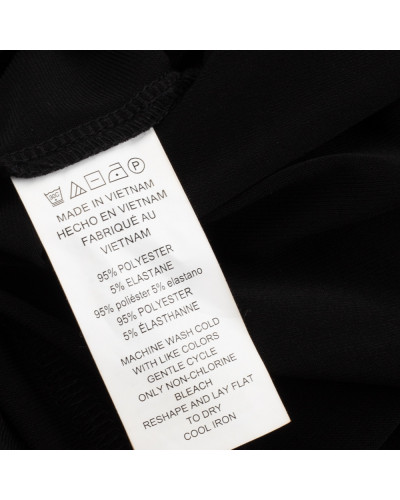 MADE IN VIETNAM
HECHO EN VIETNAM
FABRIQUÉ AU
VIETNAM
95% POLYESTER
5% ELASTANE
95% poliéster 5% elastano
95% POLYESTER
5% ÉLASTHANNE
MACHINE WASH COLD
WITH LIKE COLORS
GENTLE CYCLE
ONLY NON-CHLORINE
BLEACH
RESHAPE AND LAY FLAT
TO DRY
COOL IRON